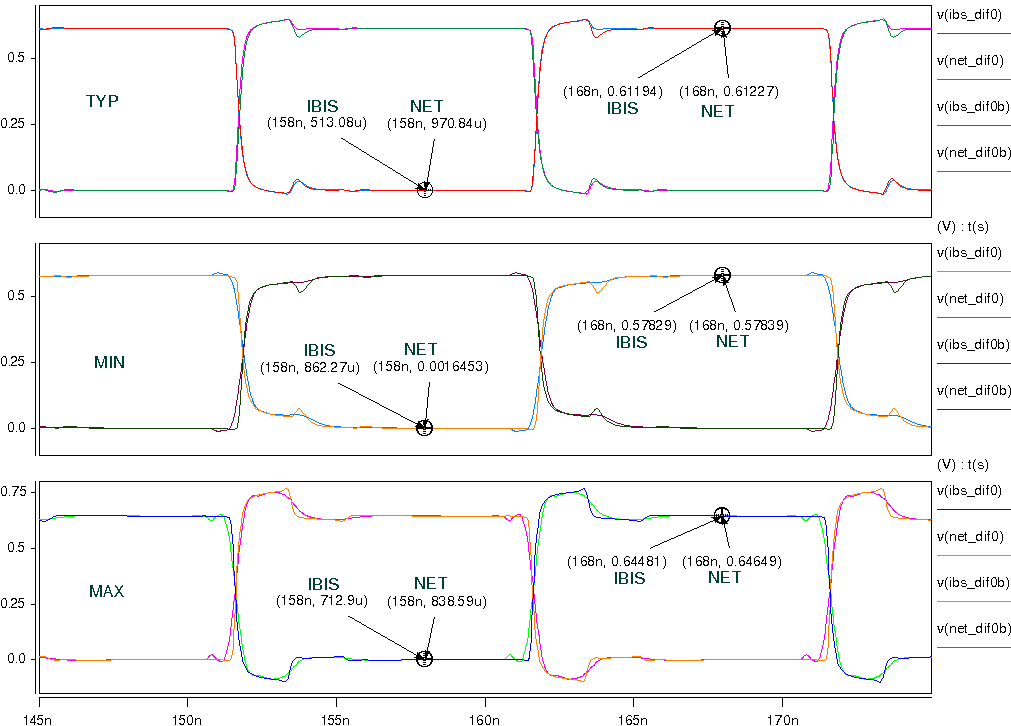 v(ibs_dif0)
0.5
v(net_dif0)
TYP
IBIS NET
(158n, 513.08u) (158n, 970.84u)
(168n, 0.61194) (168n, 0.61227)
IBIS NET
v(ibs_dif0b)
0.25
v(net_dif0b)
0.0
(V) : t(s)
v(ibs_dif0)
0.5
v(net_dif0)
(168n, 0.57829) (168n, 0.57839)
IBIS NET
v(ibs_dif0b)
MIN
IBIS NET
(158n, 862.27u) (158n, 0.0016453)
0.25
v(net_dif0b)
0.0
(V) : t(s)
0.75
v(ibs_dif0)
v(net_dif0)
0.5
(168n, 0.64481) (168n, 0.64649)
IBIS NET
v(ibs_dif0b)
MAX
IBIS NET
(158n, 712.9u) (158n, 838.59u)
0.25
v(net_dif0b)
0.0
145n 150n 155n 160n 165n 170n